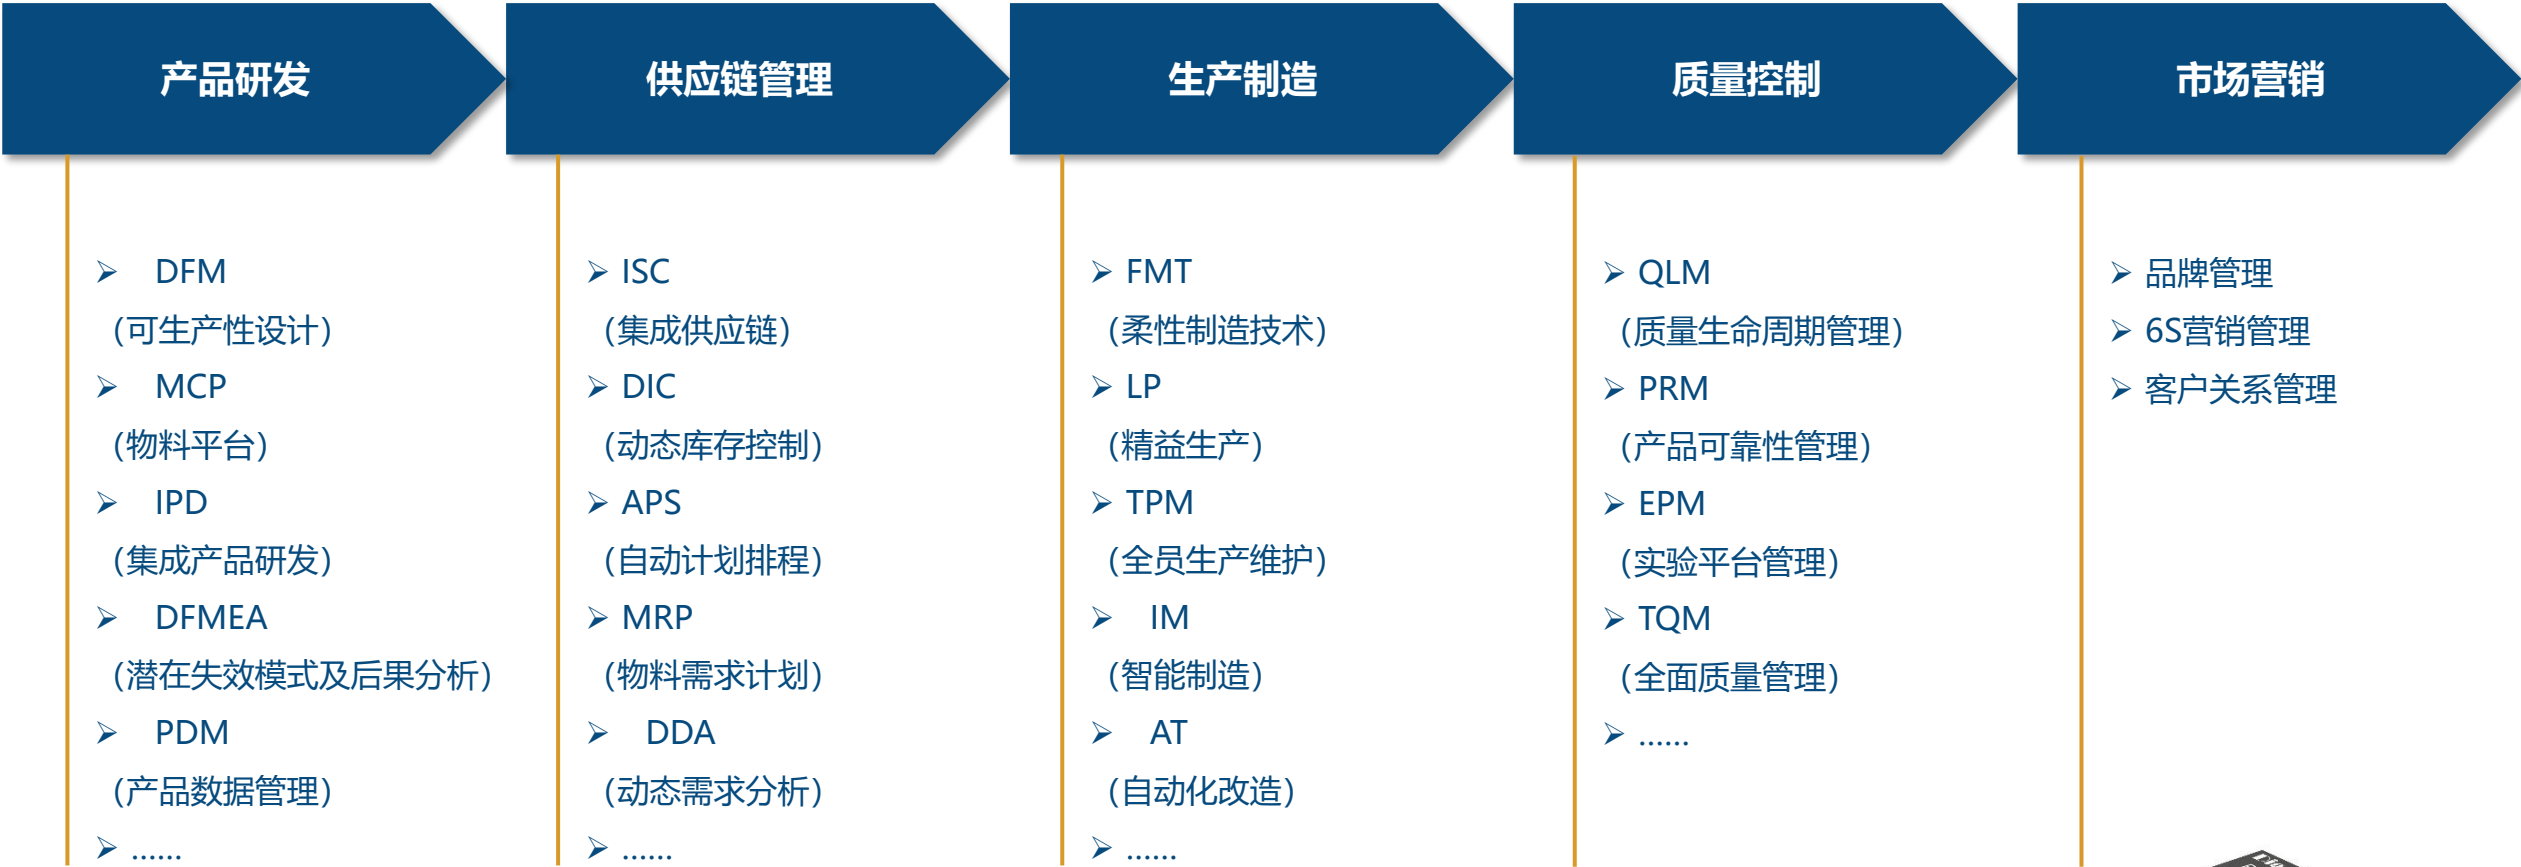 产品研发
➢ DFM
（可生产性设计）
➢ MCP
（物料平台）
➢ IPD
（集成产品研发）
➢ DFMEA
（潜在失效模式及后果分析）
➢ PDM
（产品数据管理）
➢ ......
供应链管理
➢ ISC
（集成供应链）
➢ DIC
（动态库存控制）
➢ APS
（自动计划排程）
➢ MRP
（物料需求计划）
➢ DDA
（动态需求分析）
➢ ......
生产制造
➢ FMT
（柔性制造技术）
➢ LP
（精益生产）
➢ TPM
（全员生产维护）
➢ IM
（智能制造）
➢ AT
（自动化改造）
➢ ......
质量控制
➢ QLM
（质量生命周期管理）
➢ PRM
（产品可靠性管理）
➢ EPM
（实验平台管理）
➢ TQM
（全面质量管理）
➢ ......
市场营销
➢ 品牌管理
➢ 6S营销管理
➢ 客户关系管理